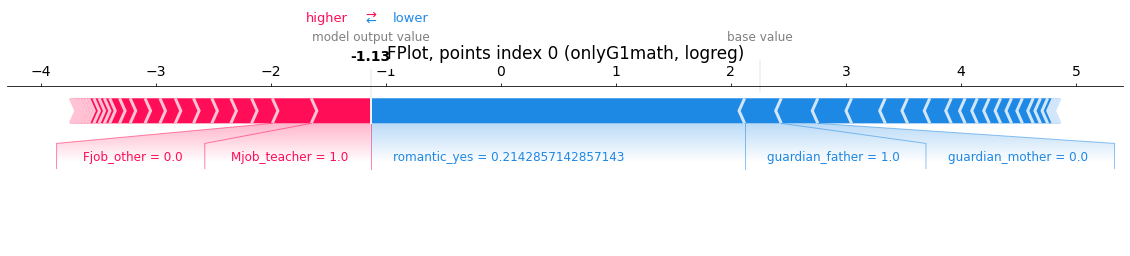 higher ⇄ lower
model output value base value
-1.13 FPlot, points index 0 (onlyG1math, logreg)
−4 −3 −2 −1 0 1 2 3 4 5
Fjob_other = 0.0 Mjob_teacher = 1.0 romantic_yes = 0.2142857142857143 guardian_father = 1.0 guardian_mother = 0.0